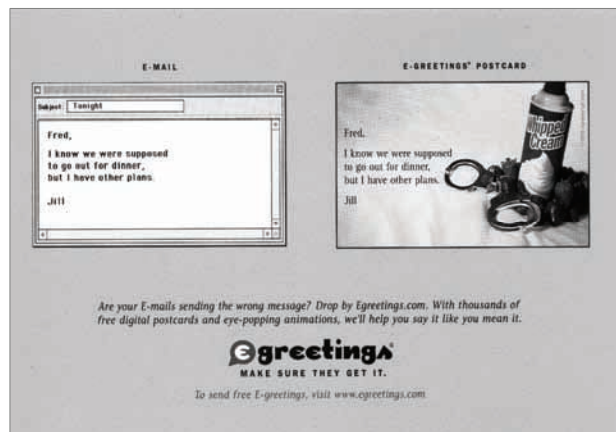 E-MAIL
Subject: Tonight
Fred,
I know we were supposed
to go out for dinner,
but I have other plans.
Jill
E-GREETINGS® POSTCARD
Fred,
I know we were supposed
to go out for dinner,
but I have other plans.
Jill
Whipped
Cream
Are your E-mails sending the wrong message? Drop by Egreetings.com. With thousands of
free digital postcards and eye-popping animations, we'll help you say it like you mean it.
egreetings®
MAKE SURE THEY GET IT.
To send free E-greetings, visit www.egreetings.com